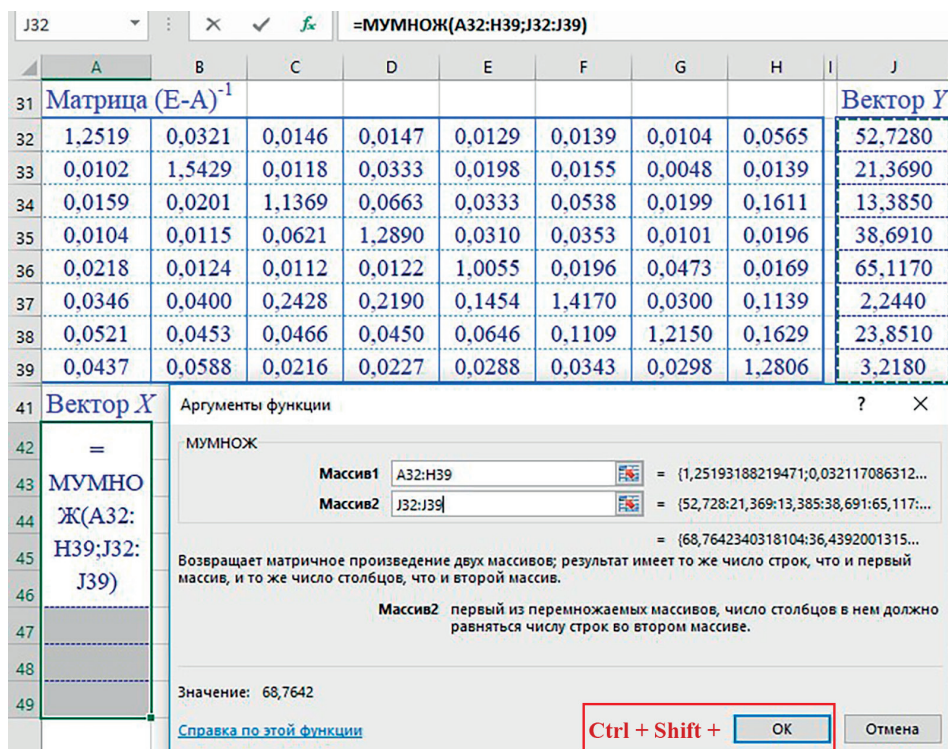 J32 fx =МУМНОЖ(A32:H39;J32:J39)
A B C D E F G H I J
31 Матрица (E-A)-1 Вектор Y
32 1,2519 0,0321 0,0146 0,0147 0,0129 0,0139 0,0104 0,0565 52,7280
33 0,0102 1,5429 0,0118 0,0333 0,0198 0,0155 0,0048 0,0139 21,3690
34 0,0159 0,0201 1,1369 0,0663 0,0333 0,0538 0,0199 0,1611 13,3850
35 0,0104 0,0115 0,0621 1,2890 0,0310 0,0353 0,0101 0,0196 38,6910
36 0,0218 0,0124 0,0112 0,0122 1,0055 0,0196 0,0473 0,0169 65,1170
37 0,0346 0,0400 0,2428 0,2190 0,1454 1,4170 0,0300 0,1139 2,2440
38 0,0521 0,0453 0,0466 0,0450 0,0646 0,1109 1,2150 0,1629 23,8510
39 0,0437 0,0588 0,0216 0,0227 0,0288 0,0343 0,0298 1,2806 3,2180
41 Вектор X
42 =
43 МУМНО
44 Ж(A32:
45 H39;J32:
46 J39)
47
48
49
Аргументы функции ? ×
МУМНОЖ
Массив1 A32:H39 = {1,25193188219471;0,032117086312...
Массив2 J32:J39 = {52,728:21,369:13,385:38,691:65,117:...
= {68,7642340318104:36,4392001315...
Возвращает матричное произведение двух массивов; результат имеет то же число строк, что и первый
массив, и то же число столбцов, что и второй массив.
Массив2 первый из перемножаемых массивов, число столбцов в нем должно
равняться числу строк во втором массиве.
Значение: 68,7642
Справка по этой функции
Ctrl + Shift + ОК Отмена